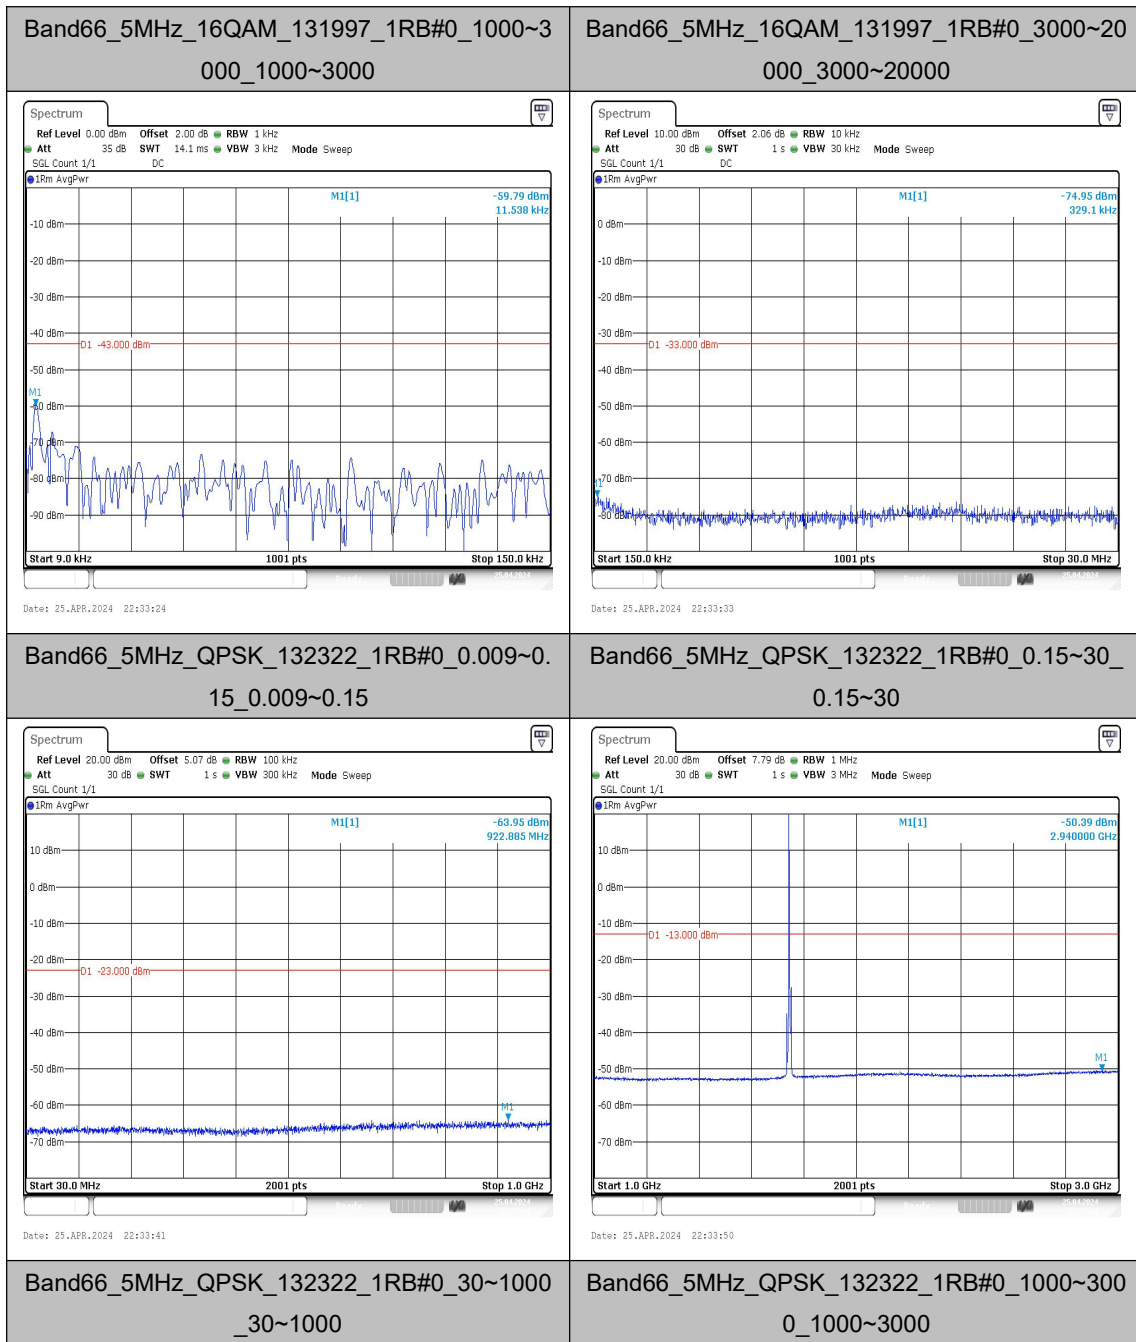 Band66_5MHz_16QAM_131997_1RB#0_1000~3
000_1000~3000
Band66_5MHz_16QAM_131997_1RB#0_3000~20
000_3000~20000
Spectrum
Ref Level 0.00 dBm Offset 2.00 dB RBW 1 kHz
Att 35 dB SWT 14.1 ms VBW 3 kHz Mode Sweep
SGL Count 1/1 DC
1Rm AvgPwr
M1[1] -59.79 dBm
11.538 kHz
-10 dBm
-20 dBm
-30 dBm
-40 dBm
D1 -43.000 dBm
-50 dBm
M1
-60 dBm
-70 dBm
-80 dBm
-90 dBm
Start 9.0 kHz 1001 pts Stop 150.0 kHz
Ready 25.04.2024
Date: 25.APR.2024 22:33:24
Spectrum
Ref Level 10.00 dBm Offset 2.06 dB RBW 10 kHz
Att 30 dB SWT 1 s VBW 30 kHz Mode Sweep
SGL Count 1/1 DC
1Rm AvgPwr
M1[1] -74.95 dBm
329.1 kHz
0 dBm
-10 dBm
-20 dBm
-30 dBm
D1 -33.000 dBm
-40 dBm
-50 dBm
-60 dBm
-70 dBm
M1
-80 dBm
Start 150.0 kHz 1001 pts Stop 30.0 MHz
Ready 25.04.2024
Date: 25.APR.2024 22:33:33
Band66_5MHz_QPSK_132322_1RB#0_0.009~0.
15_0.009~0.15
Band66_5MHz_QPSK_132322_1RB#0_0.15~30_
0.15~30
Spectrum
Ref Level 20.00 dBm Offset 5.07 dB RBW 100 kHz
Att 30 dB SWT 1 s VBW 300 kHz Mode Sweep
SGL Count 1/1
1Rm AvgPwr
M1[1] -63.95 dBm
922.885 MHz
10 dBm
0 dBm
-10 dBm
-20 dBm
D1 -23.000 dBm
-30 dBm
-40 dBm
-50 dBm
-60 dBm
M1
-70 dBm
Start 30.0 MHz 2001 pts Stop 1.0 GHz
Ready 25.04.2024
Date: 25.APR.2024 22:33:41
Spectrum
Ref Level 20.00 dBm Offset 7.79 dB RBW 1 MHz
Att 30 dB SWT 1 s VBW 3 MHz Mode Sweep
SGL Count 1/1
1Rm AvgPwr
M1[1] -50.39 dBm
2.940000 GHz
10 dBm
0 dBm
-10 dBm
D1 -13.000 dBm
-20 dBm
-30 dBm
-40 dBm
-50 dBm
M1
-60 dBm
-70 dBm
Start 1.0 GHz 2001 pts Stop 3.0 GHz
Ready 25.04.2024
Date: 25.APR.2024 22:33:50
Band66_5MHz_QPSK_132322_1RB#0_30~1000
_30~1000
Band66_5MHz_QPSK_132322_1RB#0_1000~300
0_1000~3000